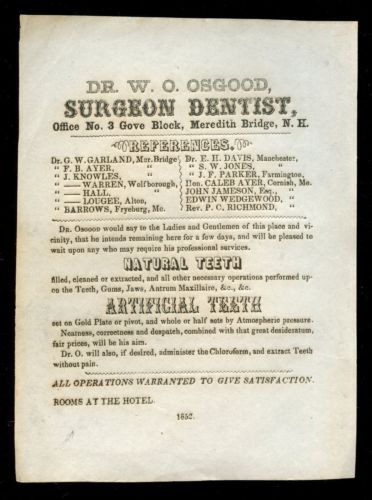 DR. W. O. OSGOOD,
SURGEON DENTIST,
Office No. 3 Gove Block, Meredith Bridge, N. H.
REFERENCES.
Dr. G. W. GARLAND, Mer. Bridge
" F. B. AYER, "
" J. KNOWLES, "
" —— WARREN, Wolfborough,
" —— HALL, "
" —— LOUGEE, Alton,
" BARROWS, Fryeburg, Me.
Dr. E. H. DAVIS, Manchester,
" S. W. JONES, "
" J. F. PARKER, Farmington,
Hon. CALEB AYER, Cornish, Me.
JOHN JAMESON, Esq., "
EDWIN WEDGEWOOD, "
Rev. P. C. RICHMOND, "
Dr. Osgood would say to the Ladies and Gentlemen of this place and vi-
cinity, that he intends remaining here for a few days, and will be pleased to
wait upon any who may require his professional services.
NATURAL TEETH
filled, cleaned or extracted, and all other necessary operations performed up-
on the Teeth, Gums, Jaws, Antrum Maxillaire, &c., &c.
ARTIFICIAL TEETH
set on Gold Plate or pivot, and whole or half sets by Atmospheric pressure.
Neatness, correctness and despatch, combined with that great desideratum,
fair prices, will be his aim.
Dr. O. will also, if desired, administer the Chloroform, and extract Teeth
without pain.
ALL OPERATIONS WARRANTED TO GIVE SATISFACTION.
ROOMS AT THE HOTEL.
1852.